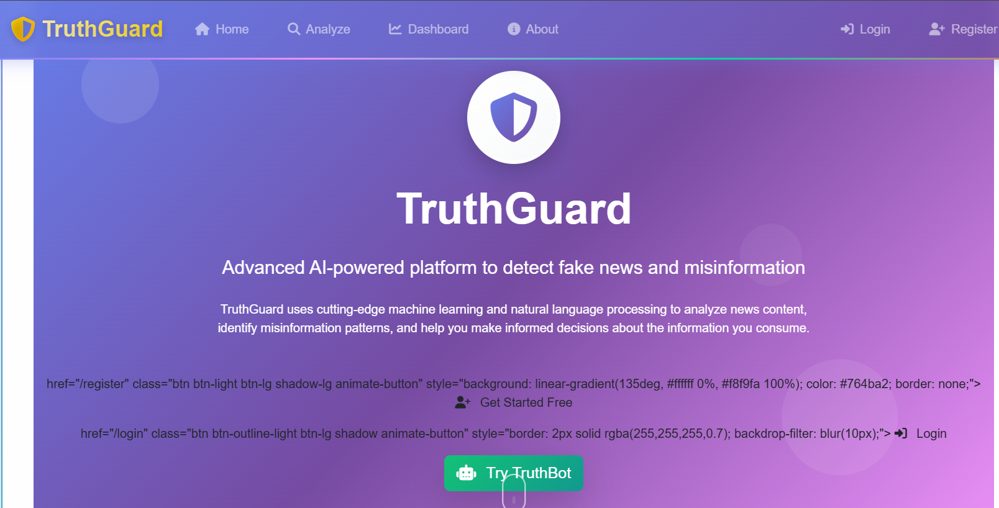 TruthGuard Home Analyze Dashboard About Login Register
TruthGuard
Advanced AI-powered platform to detect fake news and misinformation
TruthGuard uses cutting-edge machine learning and natural language processing to analyze news content,
identify misinformation patterns, and help you make informed decisions about the information you consume.
href="/register" class="btn btn-light btn-lg shadow-lg animate-button" style="background: linear-gradient(135deg, #ffffff 0%, #f8f9fa 100%); color: #764ba2; border: none;">
Get Started Free
href="/login" class="btn btn-outline-light btn-lg shadow animate-button" style="border: 2px solid rgba(255,255,255,0.7); backdrop-filter: blur(10px);"> Login
Try TruthBot